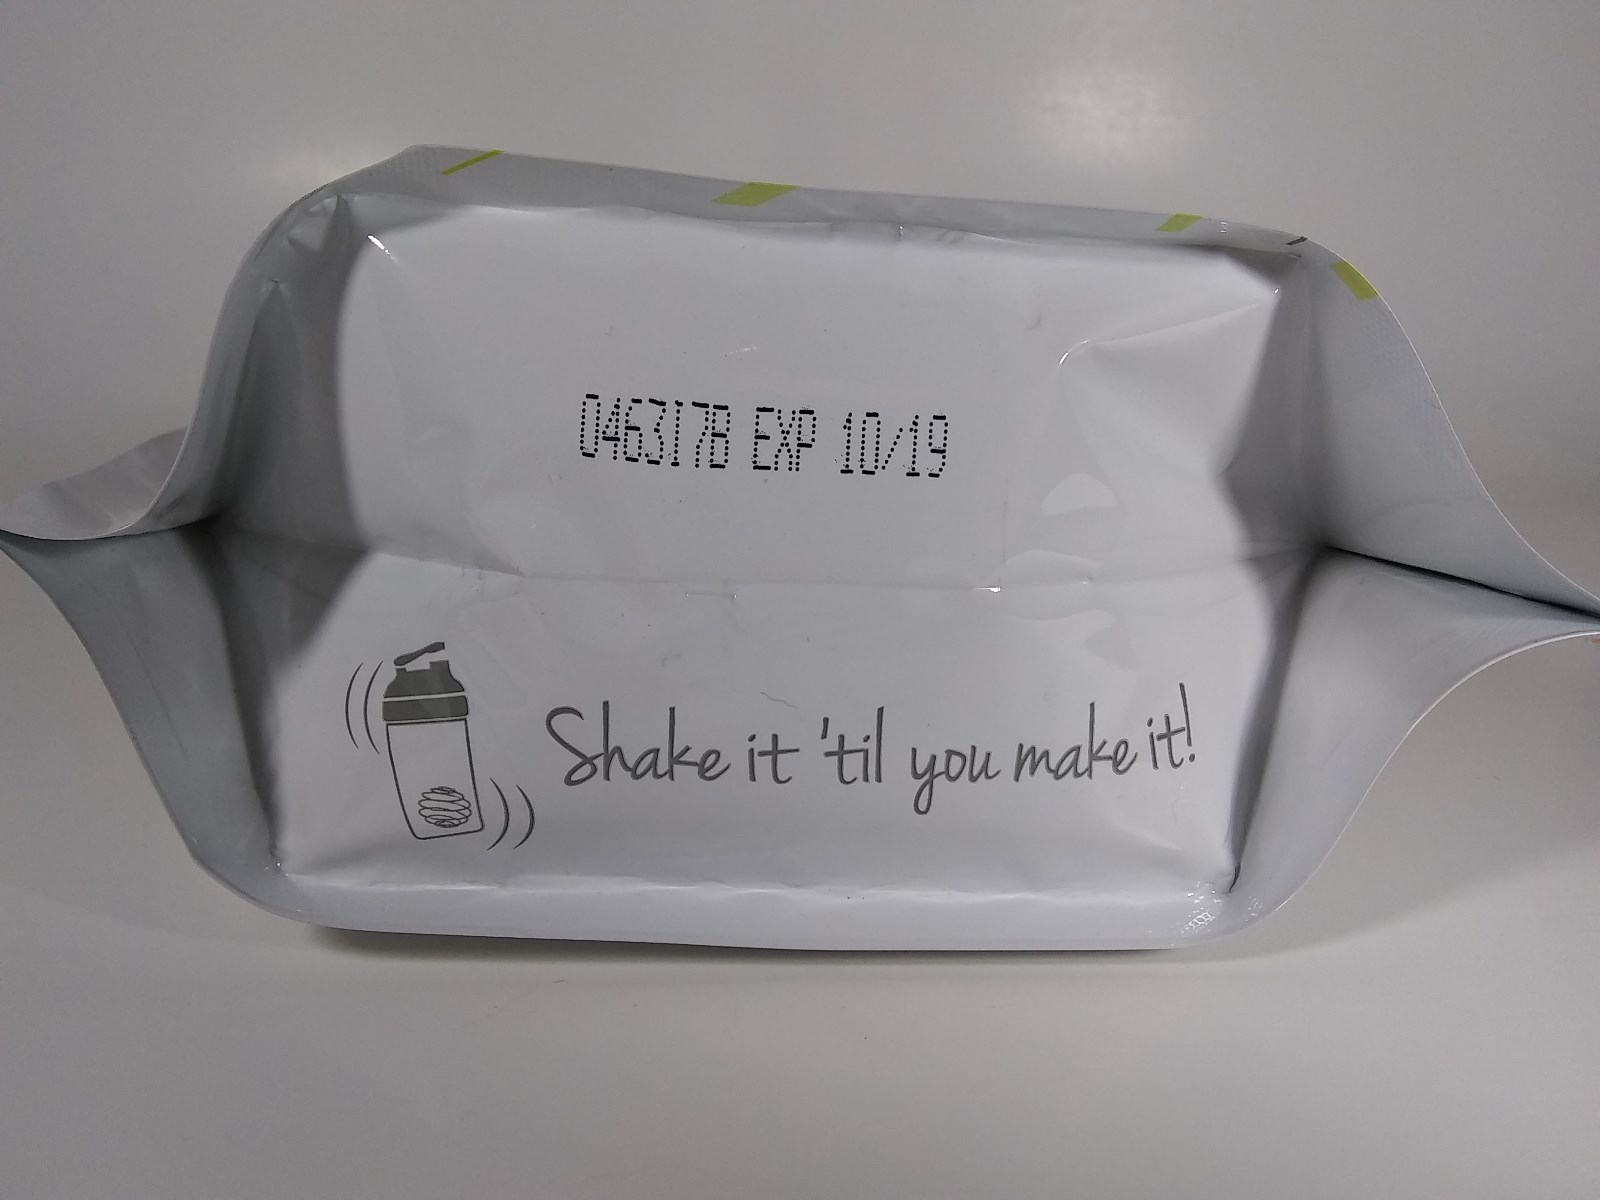 046317B EXP 10/19
Shake it 'til you make it!